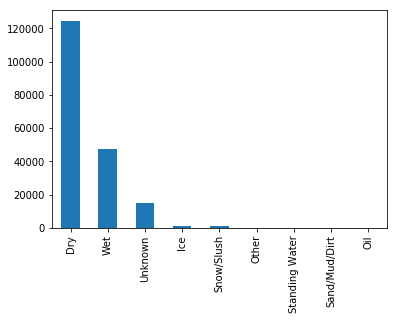 120000
100000
80000
60000
40000
20000
0
Dry
Wet
Unknown
Ice
Snow/Slush
Other
Standing Water
Sand/Mud/Dirt
Oil